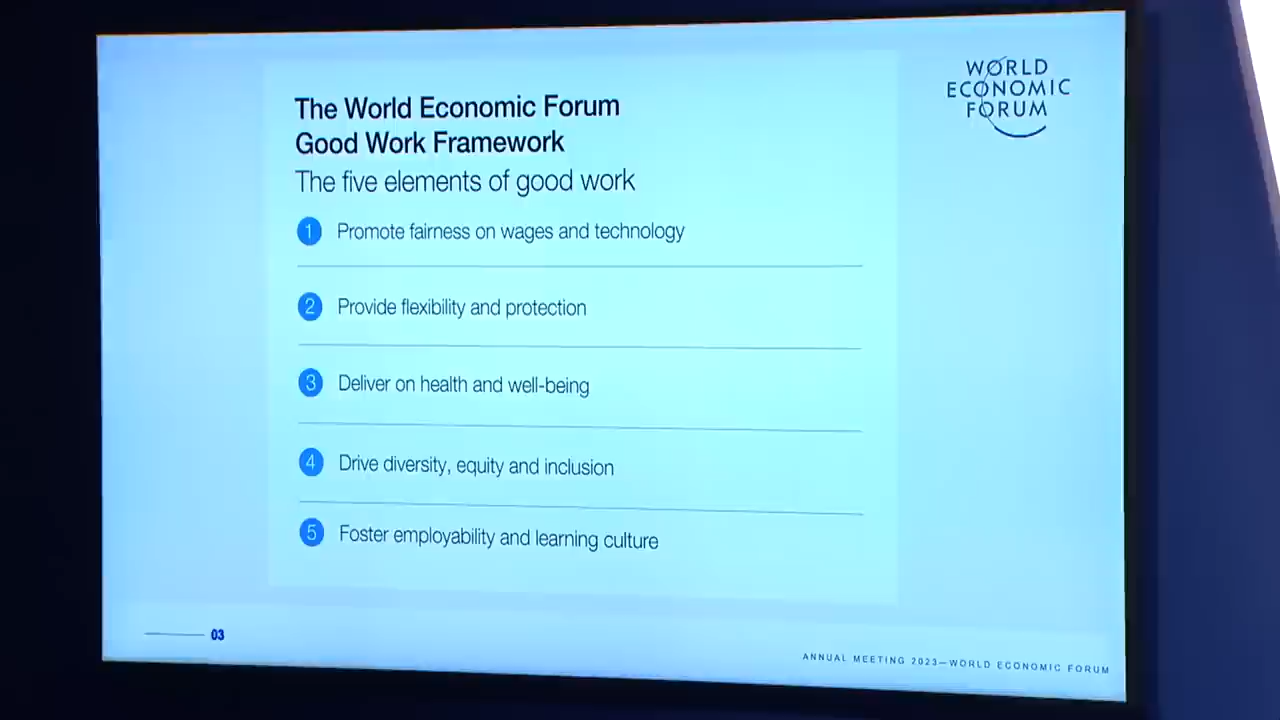 WORLD
ECONOMIC
FORUM
The World Economic Forum
Good Work Framework
The five elements of good work
1 Promote fairness on wages and technology
2 Provide flexibility and protection
3 Deliver on health and well-being
4 Drive diversity, equity and inclusion
5 Foster employability and learning culture
03
ANNUAL MEETING 2023—WORLD ECONOMIC FORUM